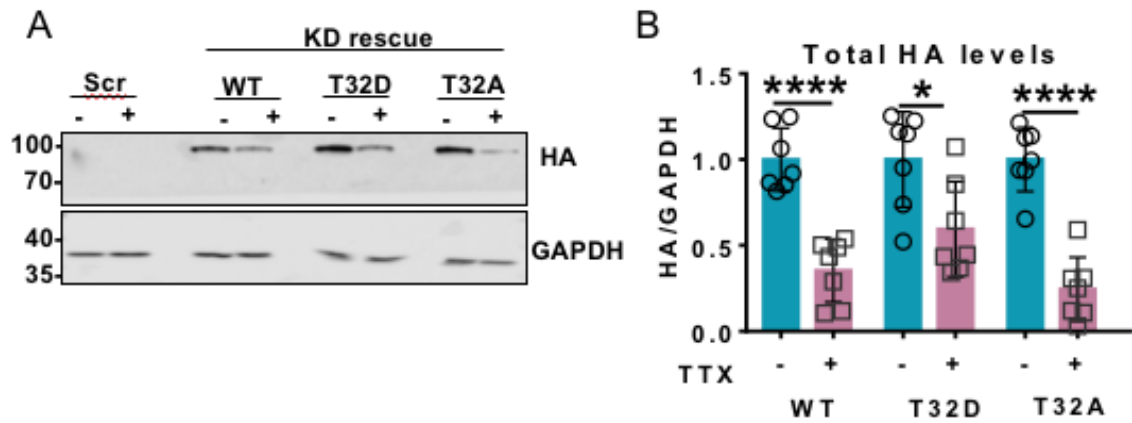 A
KD rescue
Scr WT T32D T32A
- + - + - + - +
100
70
HA
40
35
GAPDH
B
Total HA levels
**** * ****
1.5
1.0
0.5
0.0
HA/GAPDH
TTX - + - + - +
WT T32D T32A